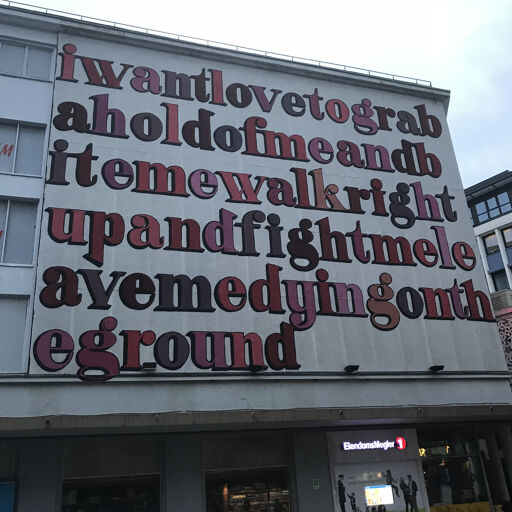 iwantlovetograb
aholdofmeandb
itemewalkright
upandfightmele
avemedyingonth
eground
EiendomsMegler 1